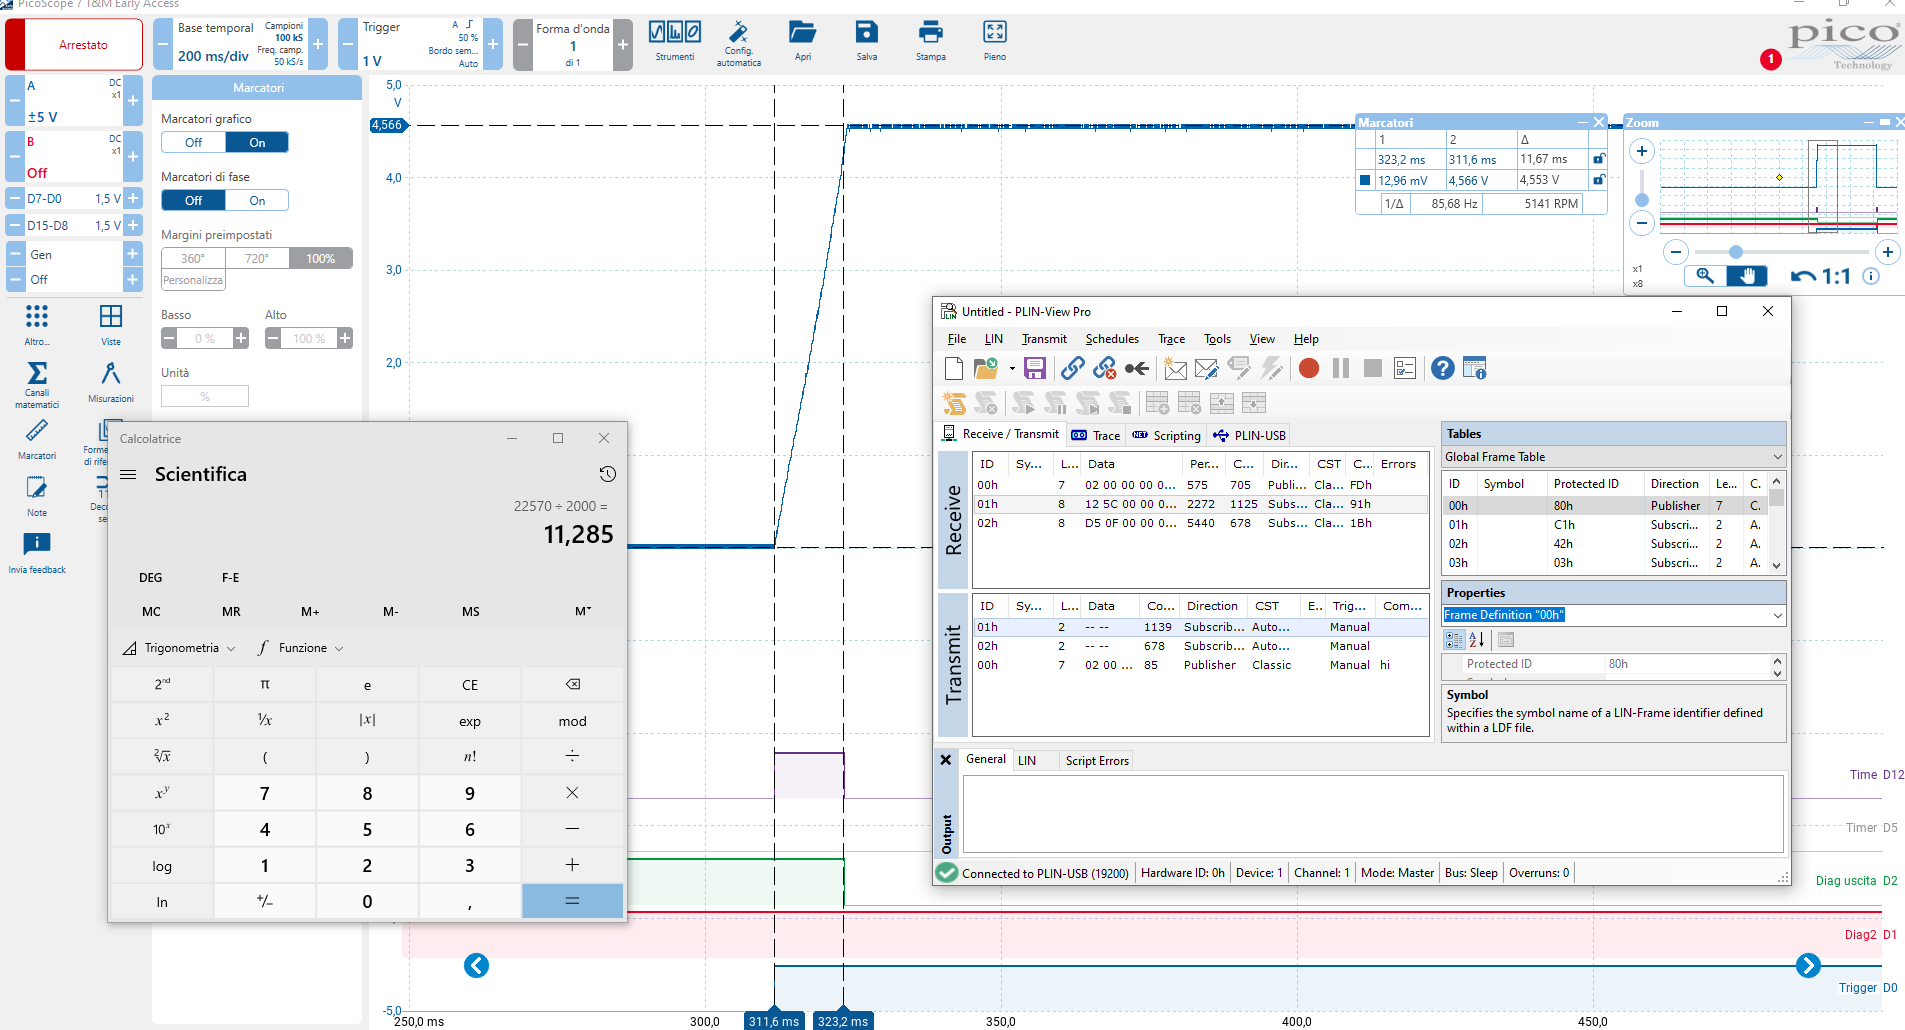 PicoScope 7 T&M Early Access
Arrestato
Base temporal
200 ms/div
Campioni
100 kS
Freq. camp.
50 kS/s
Trigger
1 V
A
50 %
Bordo sem...
Auto
Forma d'onda
1
di 1
Strumenti
Config.
automatica
Apri
Salva
Stampa
Pieno
1
pico
Technology
A
DC
x1
±5 V
B
DC
x1
Off
D7-D0 1,5 V
D15-D8 1,5 V
Gen
Off
Altro...
Viste
Canali
matematici
Misurazioni
Marcatori
Forme
di rife
Note
Deco
se
Invia feedback
Marcatori
Marcatori grafico
Off On
Marcatori di fase
Off On
Margini preimpostati
360° 720° 100%
Personalizza
Basso Alto
0 % 100 %
Unità
%
5,0
V
4,566
4,0
3,0
2,0
-5,0
250,0 ms 300,0 311,6 ms 323,2 ms 350,0 400,0 450,0
Marcatori
1 2 Δ
323,2 ms 311,6 ms 11,67 ms
12,96 mV 4,566 V 4,553 V
1/Δ 85,68 Hz 5141 RPM
Zoom
x1
x8
1:1
Time D12
Timer D5
Diag uscita D2
Diag2 D1
Trigger D0
Calcolatrice
Scientifica
22570 ÷ 2000 =
11,285
DEG F-E
MC MR M+ M- MS M˅
Trigonometria
f Funzione
2ⁿᵈ π e CE
x² ¹/x |x| exp mod
²√x ( ) n! ÷
xʸ 7 8 9 ×
10ˣ 4 5 6 −
log 1 2 3 +
ln +/− 0 , =
Untitled - PLIN-View Pro
File LIN Transmit Schedules Trace Tools View Help
Receive / Transmit Trace Scripting PLIN-USB
Receive
ID Sy... L... Data Per... C... Dir... CST C... Errors
00h 7 02 00 00 00 0... 575 705 Publi... Cla... FDh
01h 8 12 5C 00 00 0... 2272 1125 Subs... Cla... 91h
02h 8 D5 0F 00 00 0... 5440 678 Subs... Cla... 1Bh
Transmit
ID Sy... L... Data Co... Direction CST E.. Trig... Com...
01h 2 -- -- 1139 Subscrib... Auto... Manual
02h 2 -- -- 678 Subscrib... Auto... Manual
00h 7 02 00 ... 85 Publisher Classic Manual hi
Tables
Global Frame Table
ID Symbol Protected ID Direction Le... C.
00h 80h Publisher 7 C.
01h C1h Subscri... 2 A.
02h 42h Subscri... 2 A.
03h 03h Subscri... 2 A.
Properties
Frame Definition "00h"
Protected ID 80h
Symbol
Specifies the symbol name of a LIN-Frame identifier defined
within a LDF file.
Output
General LIN Script Errors
Connected to PLIN-USB (19200) Hardware ID: 0h Device: 1 Channel: 1 Mode: Master Bus: Sleep Overruns: 0